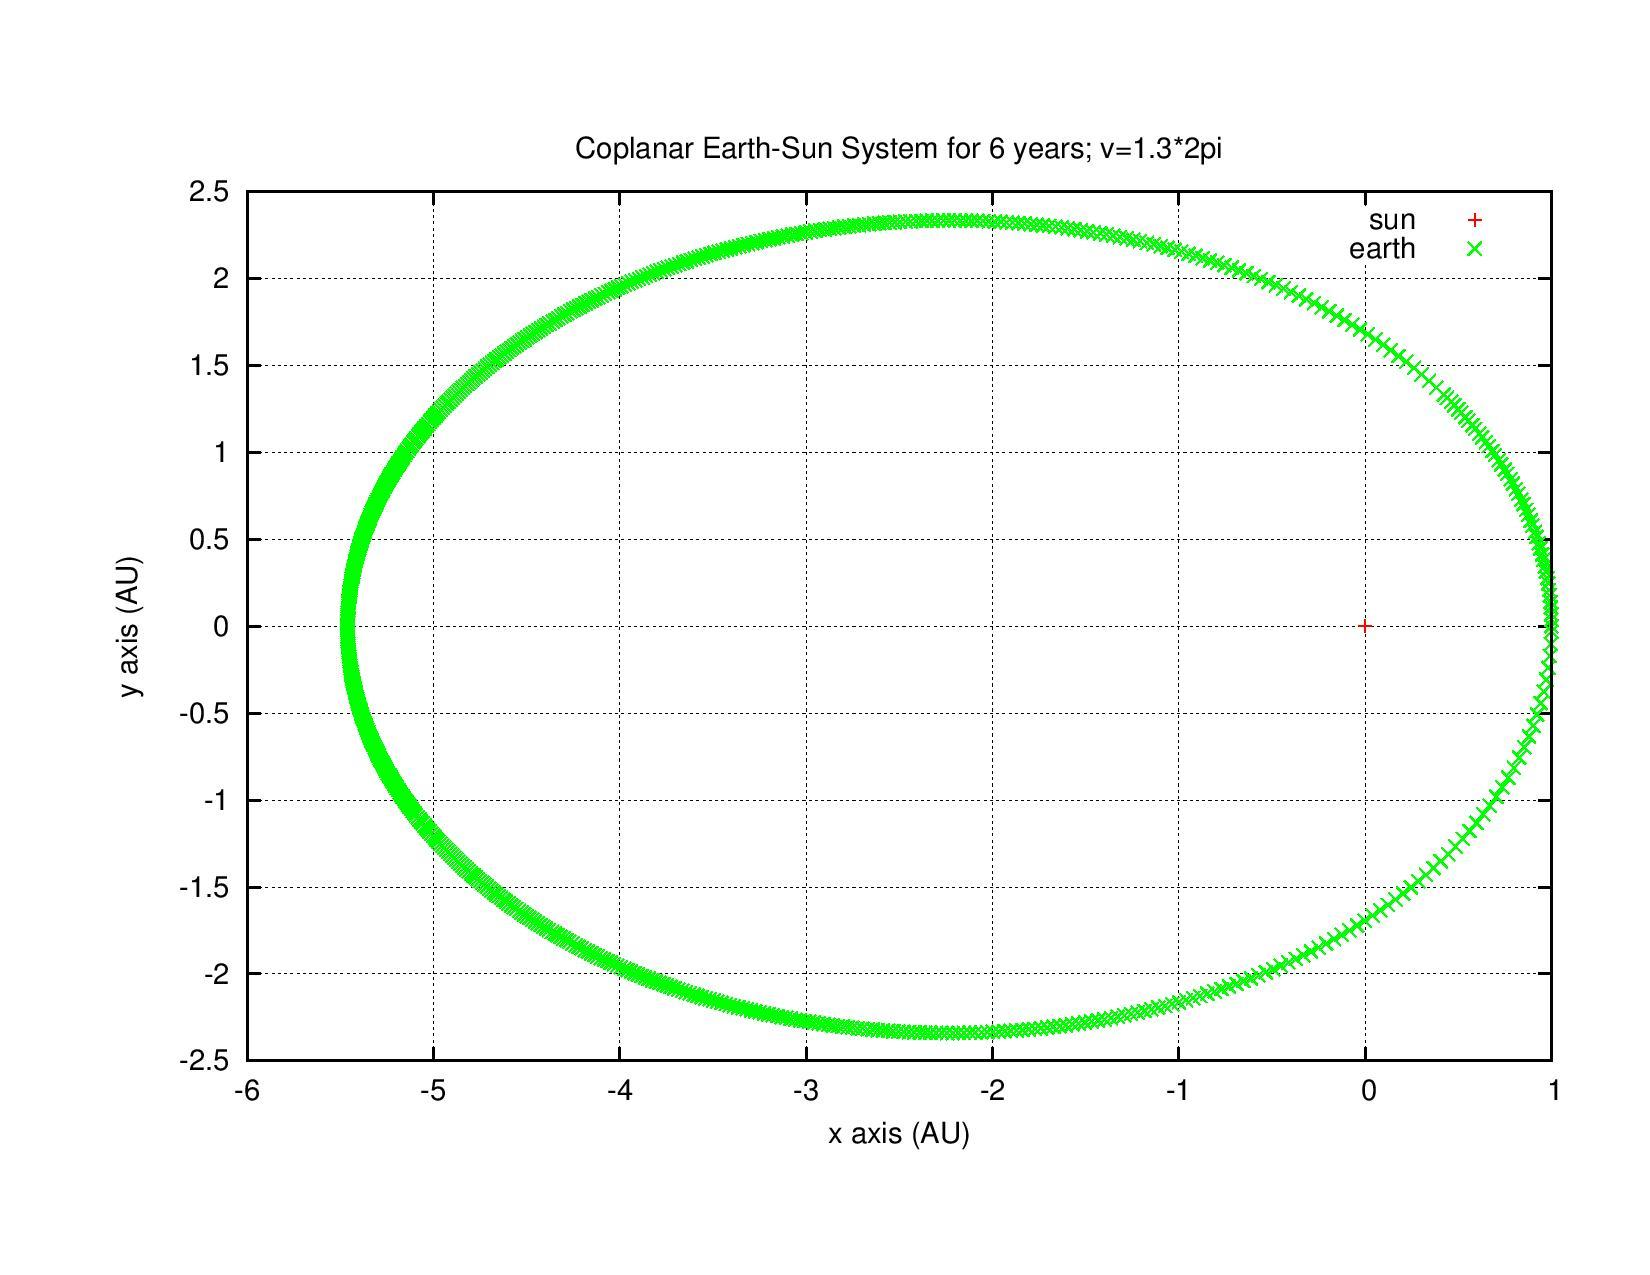 Coplanar Earth-Sun System for 6 years; v=1.3*2pi
2.5
sun
earth
2
1.5
1
0.5
0
-0.5
-1
-1.5
-2
-2.5
y axis (AU)
-6 -5 -4 -3 -2 -1 0 1
x axis (AU)